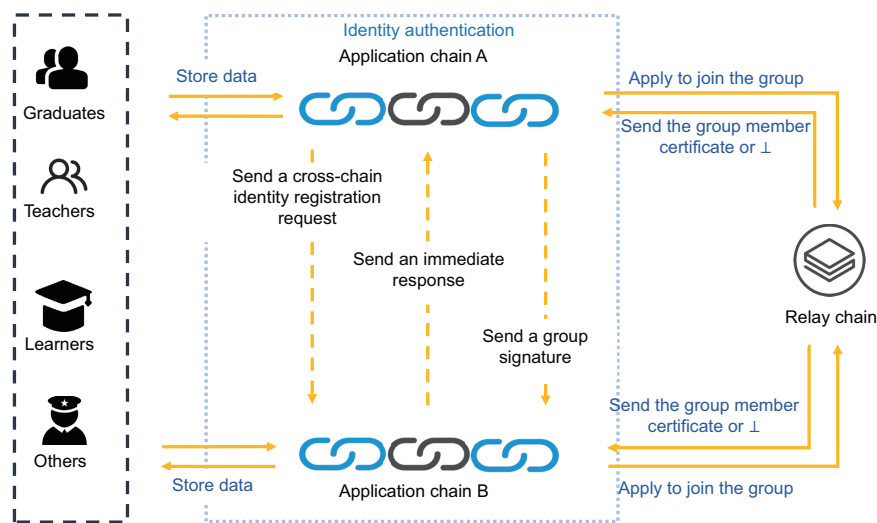 Identity authentication
Application chain A
Graduates
Teachers
Learners
Others
Store data
Send a cross-chain
identity registration
request
Send an immediate
response
Send a group
signature
Apply to join the group
Send the group member
certificate or ⊥
Relay chain
Send the group member
certificate or ⊥
Apply to join the group
Store data
Application chain B